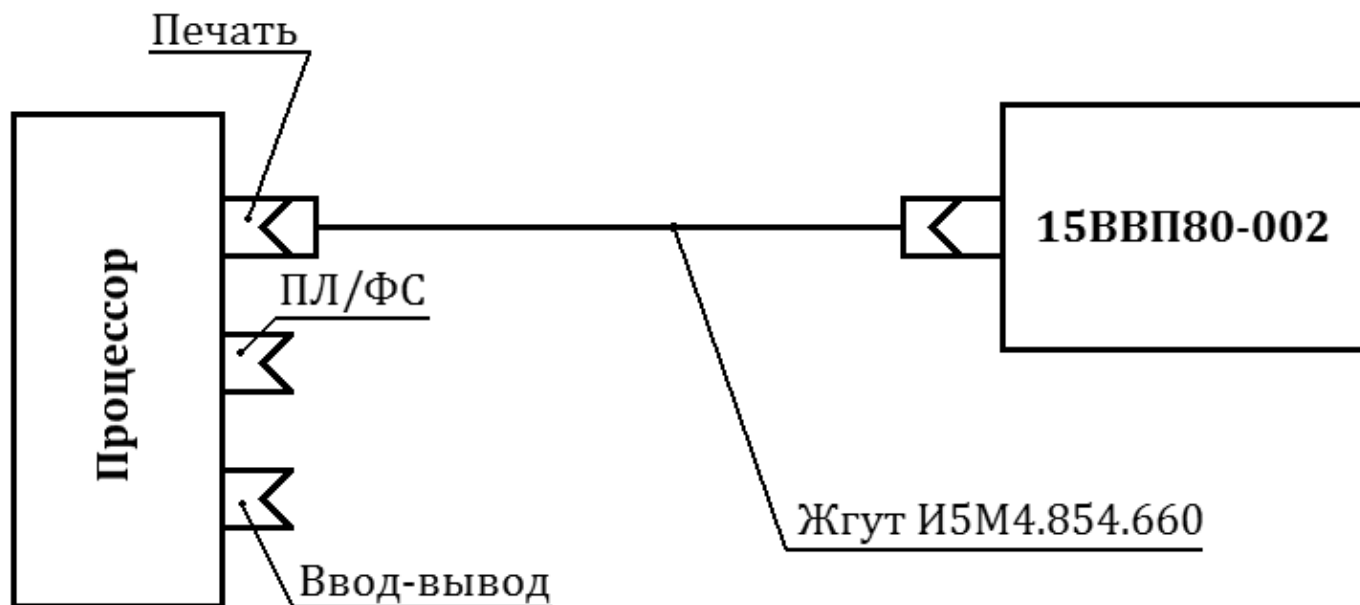 Печать
15ВВП80-002
ПЛ/ФС
Процессор
Жгут И5М4.854.660
Ввод-вывод